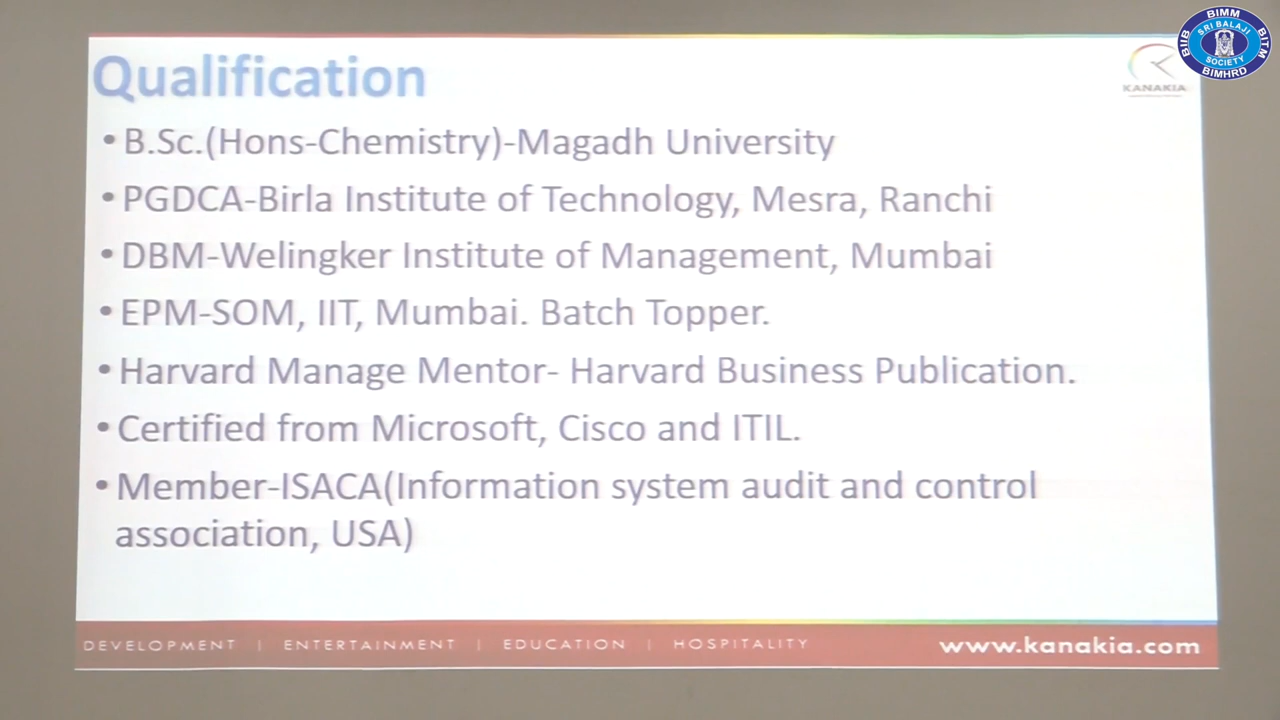 BIMM
SRI BALAJI
BIIB
BITM
SOCIETY
BIMHRD
KANAKIA
Qualification
•B.Sc.(Hons-Chemistry)-Magadh University
•PGDCA-Birla Institute of Technology, Mesra, Ranchi
•DBM-Welingker Institute of Management, Mumbai
•EPM-SOM, IIT, Mumbai. Batch Topper.
•Harvard Manage Mentor- Harvard Business Publication.
•Certified from Microsoft, Cisco and ITIL.
•Member-ISACA(Information system audit and control
association, USA)
DEVELOPMENT | ENTERTAINMENT | EDUCATION | HOSPITALITY
www.kanakia.com